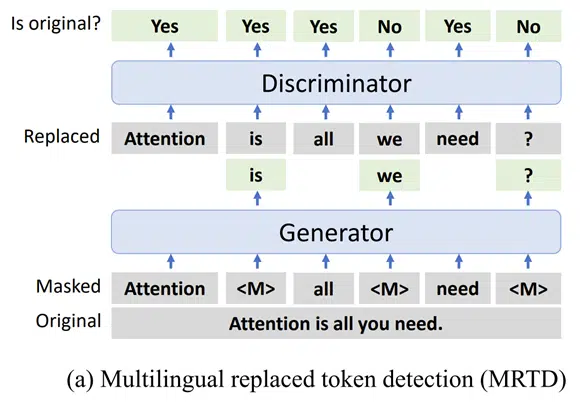 Is original? Yes Yes Yes No Yes No
Discriminator
Replaced Attention is all we need ?
is we ?
Generator
Masked Attention <M> all <M> need <M>
Original Attention is all you need.
(a) Multilingual replaced token detection (MRTD)